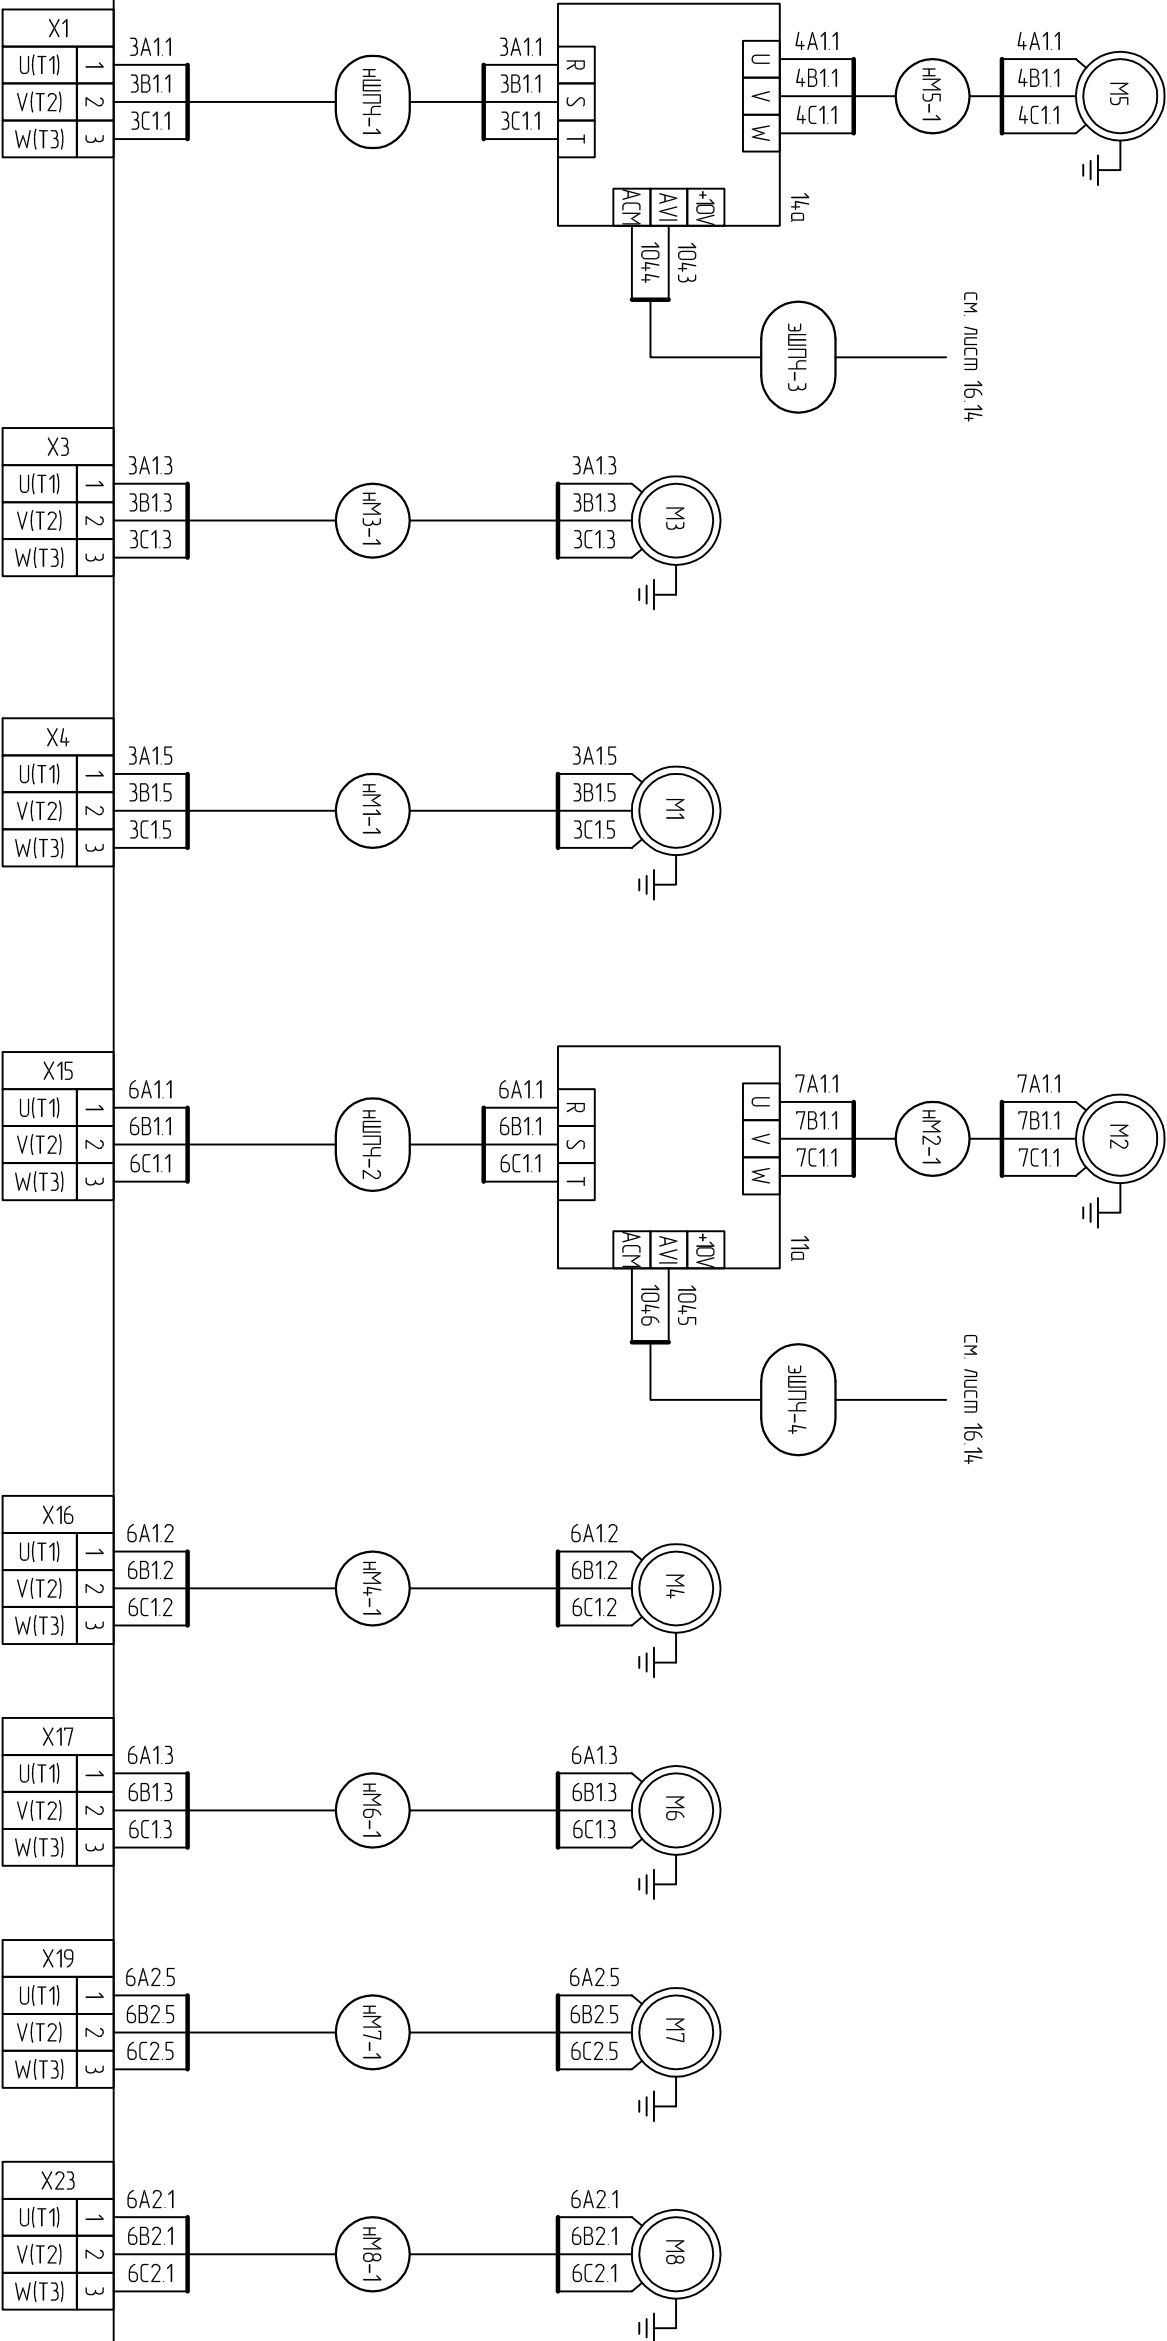 X1
U(T1) 1
V(T2) 2
W(T3) 3
3A1.1
3B1.1
3C1.1
нШПЧ-1
3A1.1
3B1.1
3C1.1
R
S
T
U
V
W
+10V
AVI
ACM
14а
1043
1044
эШПЧ-3
см. лист 16.14
4A1.1
4B1.1
4C1.1
нМ5-1
4A1.1
4B1.1
4C1.1
М5
X3
U(T1) 1
V(T2) 2
W(T3) 3
3A1.3
3B1.3
3C1.3
нМ3-1
3A1.3
3B1.3
3C1.3
М3
X4
U(T1) 1
V(T2) 2
W(T3) 3
3A1.5
3B1.5
3C1.5
нМ1-1
3A1.5
3B1.5
3C1.5
М1
X15
U(T1) 1
V(T2) 2
W(T3) 3
6A1.1
6B1.1
6C1.1
нШПЧ-2
6A1.1
6B1.1
6C1.1
R
S
T
U
V
W
+10V
AVI
ACM
11а
1045
1046
эШПЧ-4
см. лист 16.14
7A1.1
7B1.1
7C1.1
нМ2-1
7A1.1
7B1.1
7C1.1
М2
X16
U(T1) 1
V(T2) 2
W(T3) 3
6A1.2
6B1.2
6C1.2
нМ4-1
6A1.2
6B1.2
6C1.2
М4
X17
U(T1) 1
V(T2) 2
W(T3) 3
6A1.3
6B1.3
6C1.3
нМ6-1
6A1.3
6B1.3
6C1.3
М6
X19
U(T1) 1
V(T2) 2
W(T3) 3
6A2.5
6B2.5
6C2.5
нМ7-1
6A2.5
6B2.5
6C2.5
М7
X23
U(T1) 1
V(T2) 2
W(T3) 3
6A2.1
6B2.1
6C2.1
нМ8-1
6A2.1
6B2.1
6C2.1
М8